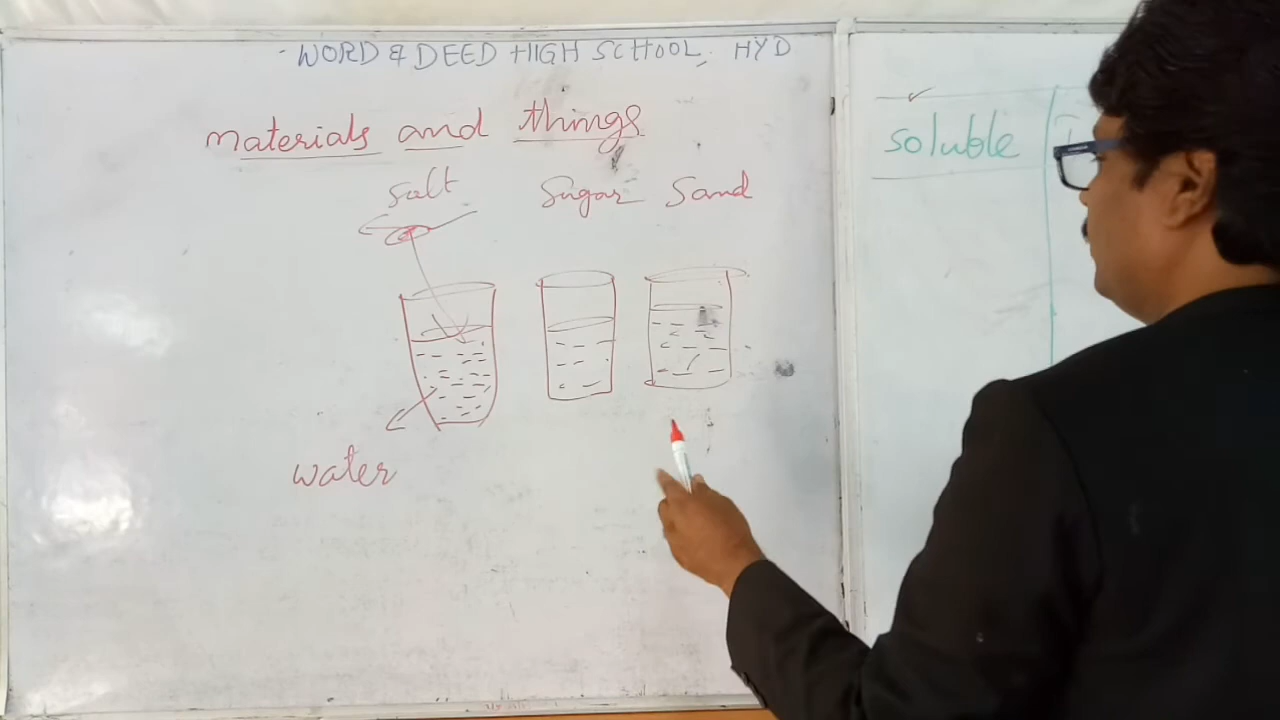 WORD & DEED HIGH SCHOOL, HYD
materials and things
Salt Sugar Sand
water
soluble